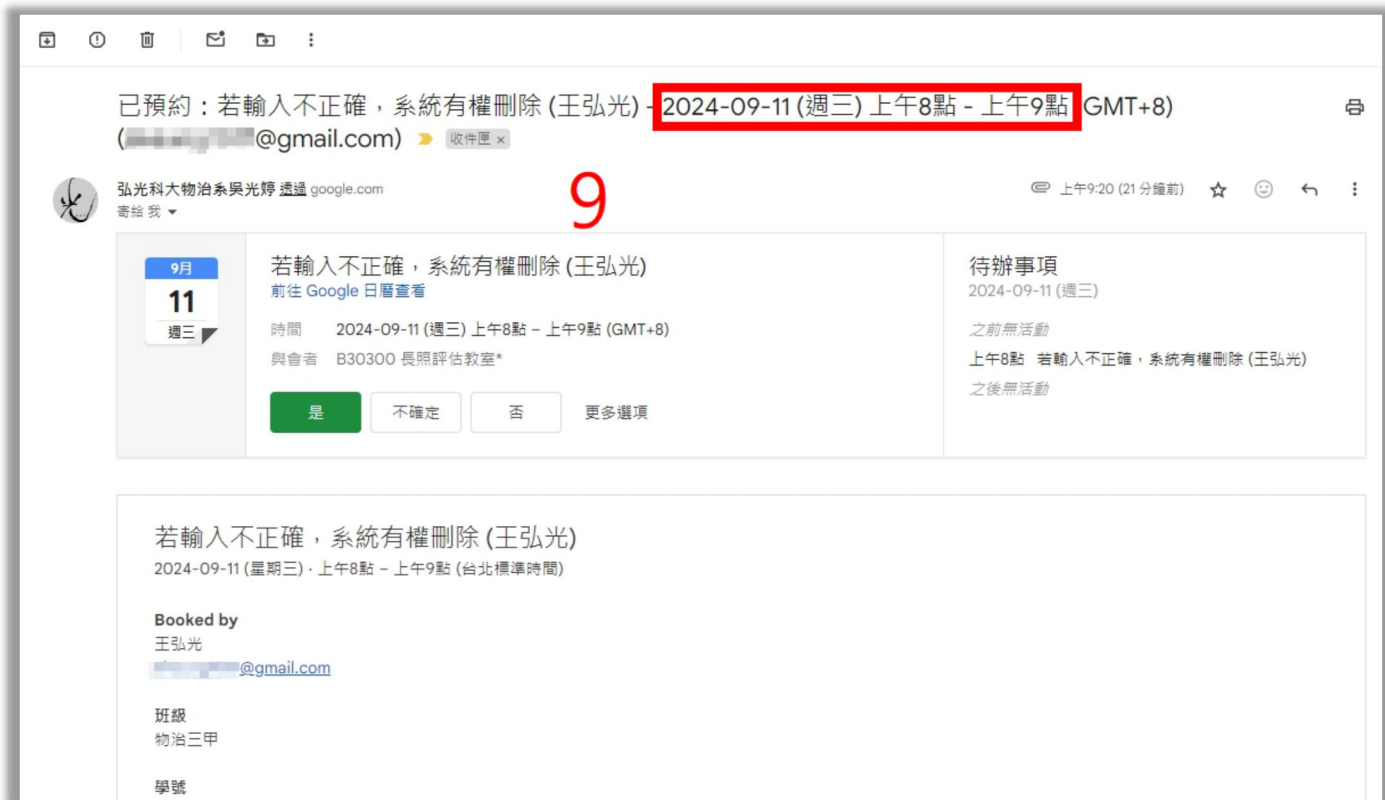 已預約：若輸入不正確，系統有權刪除 (王弘光) - 2024-09-11 (週三) 上午8點 - 上午9點 (GMT+8)
(@gmail.com) 收件匣 ×
9
弘光科大物治系吳光婷 透過 google.com
上午9:20 (21 分鐘前)
寄給 我
9月
11
週三
若輸入不正確，系統有權刪除 (王弘光)
前往 Google 日曆查看
時間 2024-09-11 (週三) 上午8點 – 上午9點 (GMT+8)
與會者 B30300 長照評估教室*
是 不確定 否 更多選項
待辦事項
2024-09-11 (週三)
之前無活動
上午8點 若輸入不正確，系統有權刪除 (王弘光)
之後無活動
若輸入不正確，系統有權刪除 (王弘光)
2024-09-11 (星期三) · 上午8點 – 上午9點 (台北標準時間)
Booked by
王弘光
@gmail.com
班級
物治三甲
學號